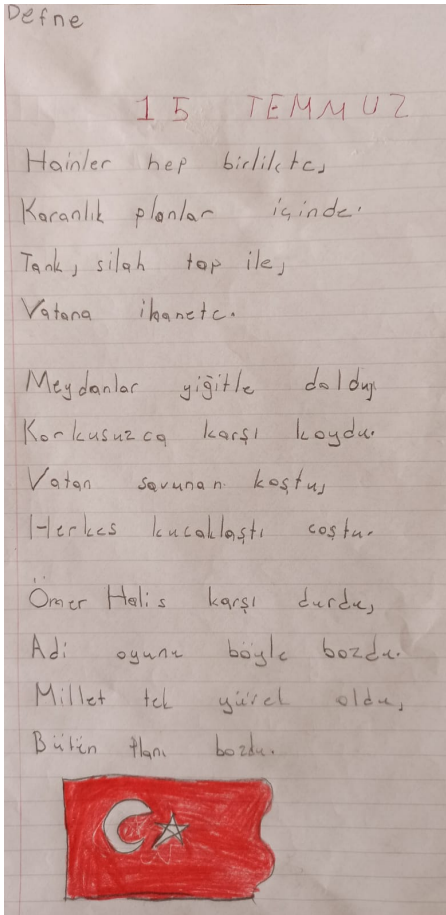 Defne
15 TEMMUZ
Hainler hep birlikte,
Karanlık planlar içinde.
Tank, silah top ile,
Vatana ihanete.
Meydanlar yiğitle doldu,
Korkusuzca karşı koydu.
Vatan savunan koştu,
Herkes kucaklaştı coştu.
Ömer Halis karşı durdu,
Adi oyunu böyle bozdu.
Millet tek yürek oldu,
Bütün planı bozdu.